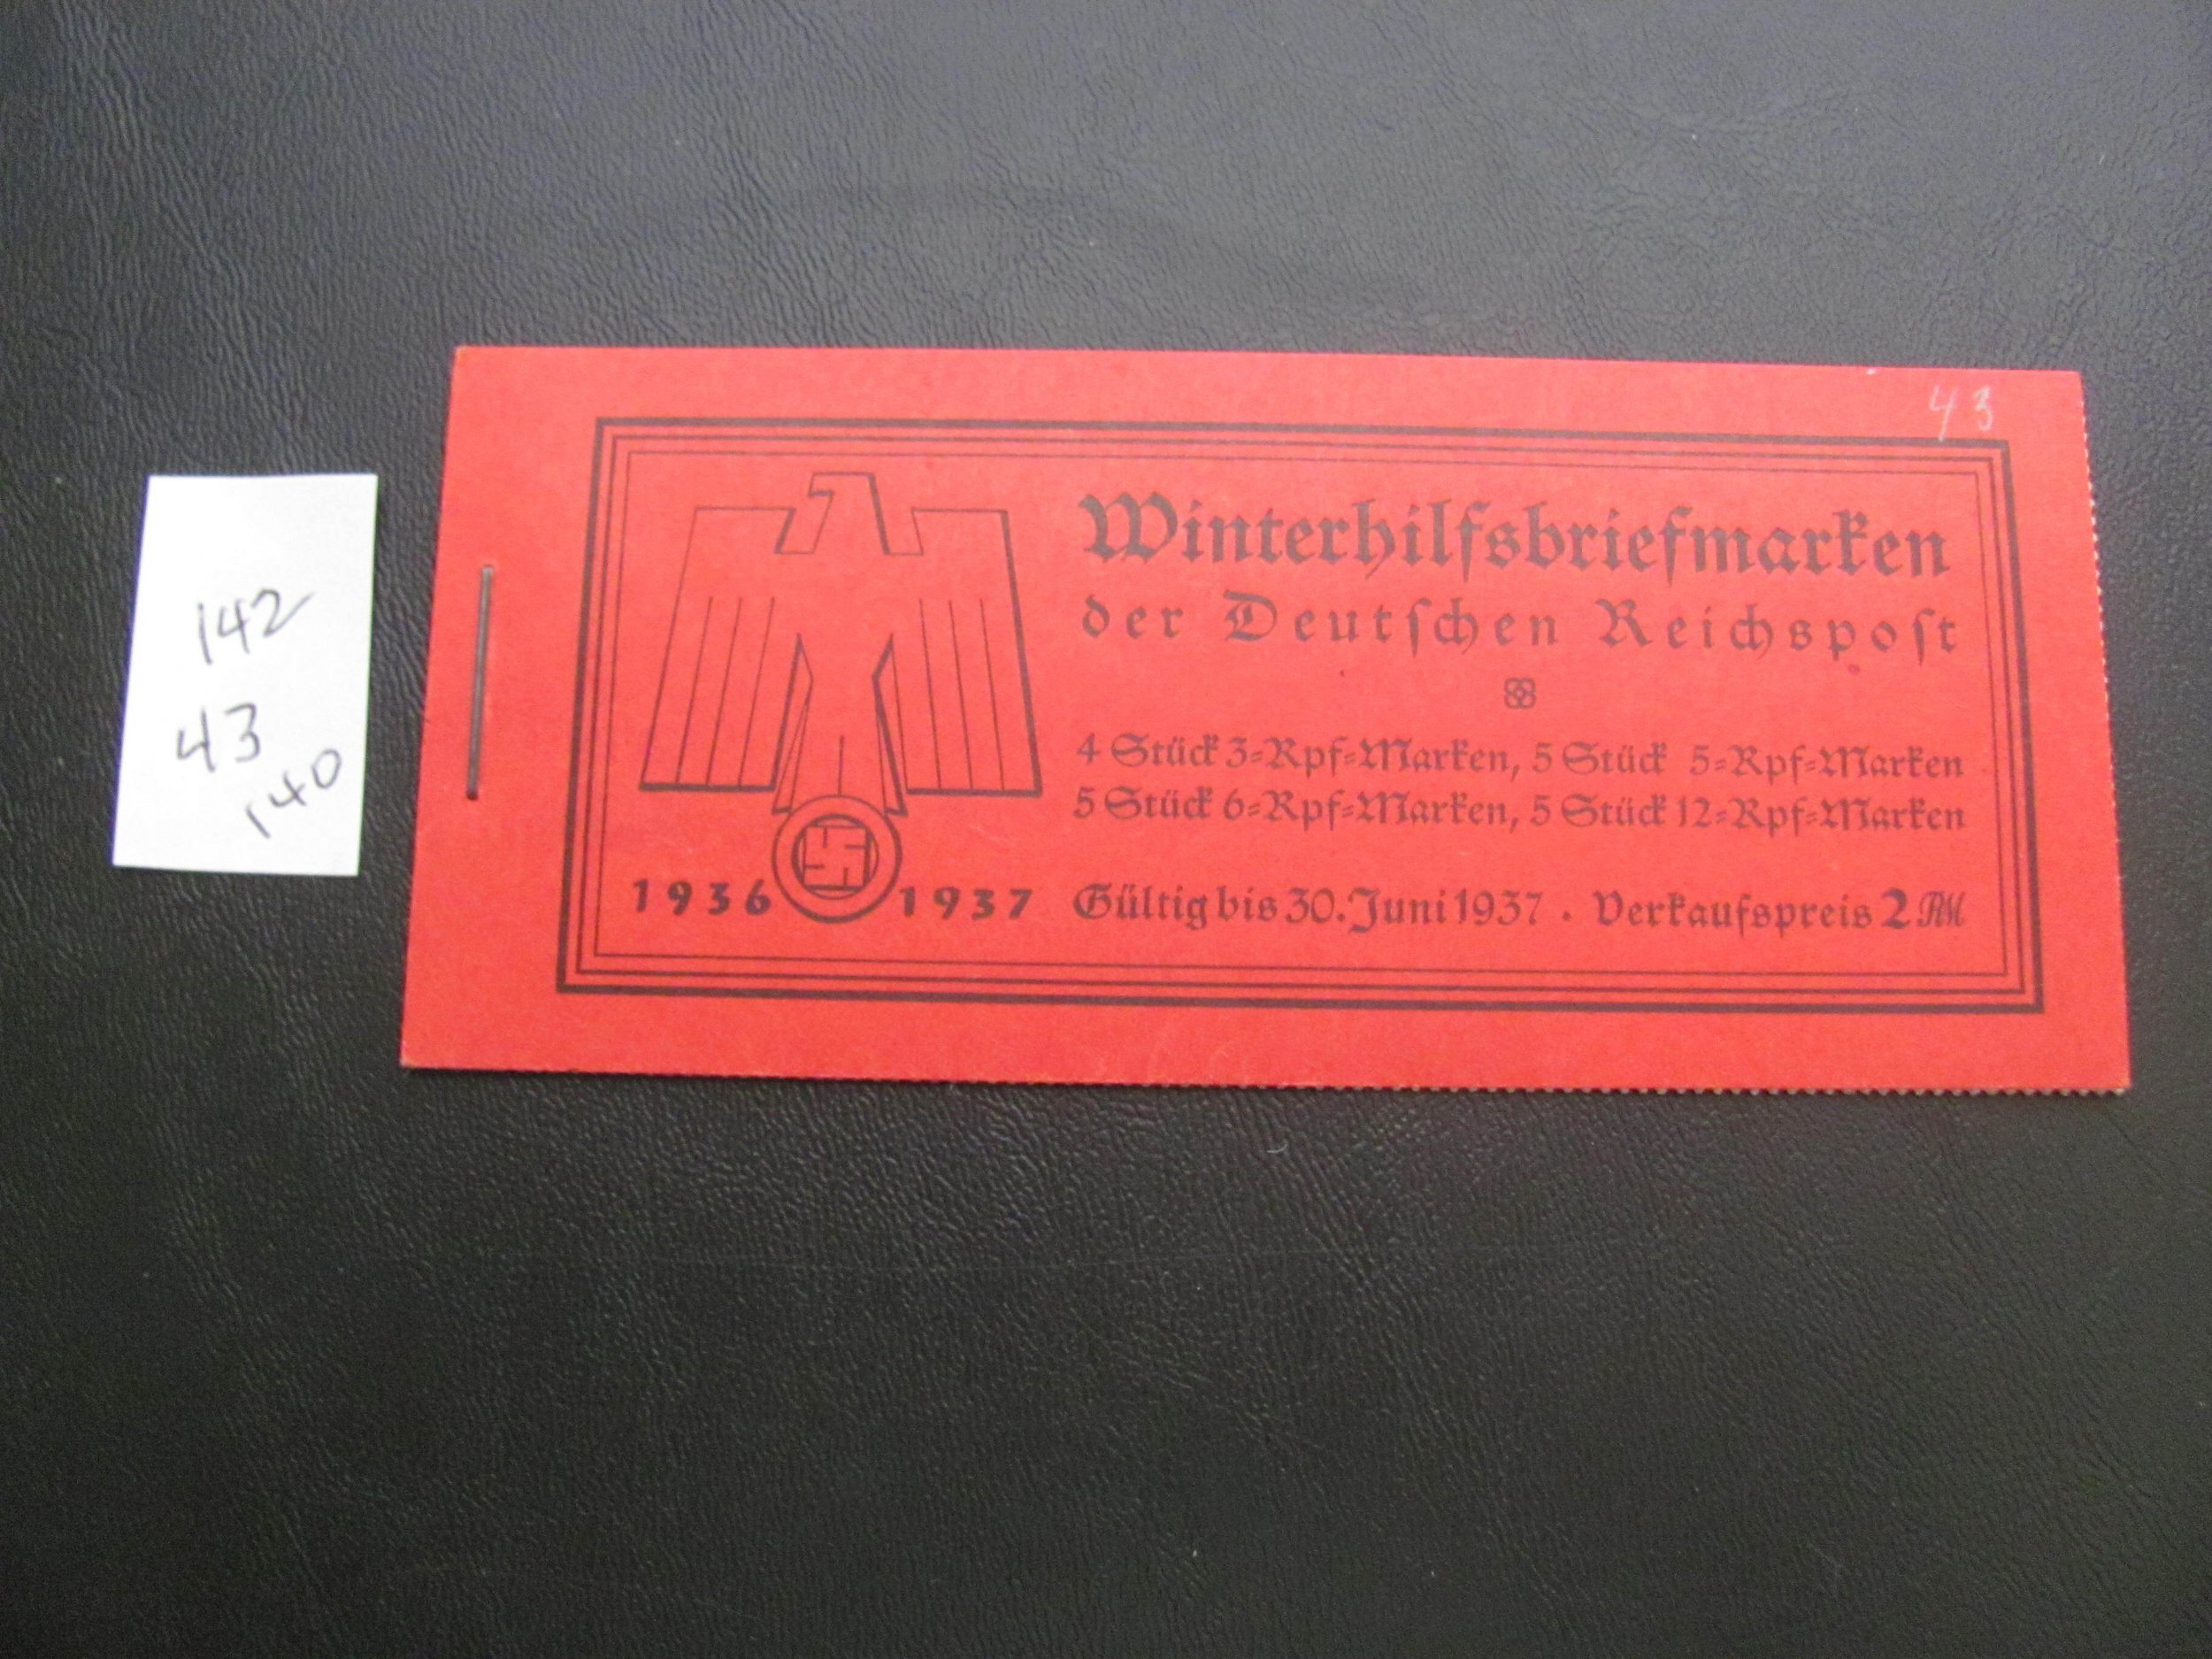 142
43
140
43
Winterhilfsbriefmarken
der Deutschen Reichspost
4 Stück 3=Rpf=Marken, 5 Stück 5=Rpf=Marken
5 Stück 6=Rpf=Marken, 5 Stück 12=Rpf=Marken
1936 1937
Gültig bis 30. Juni 1937 · Verkaufspreis 2 RM